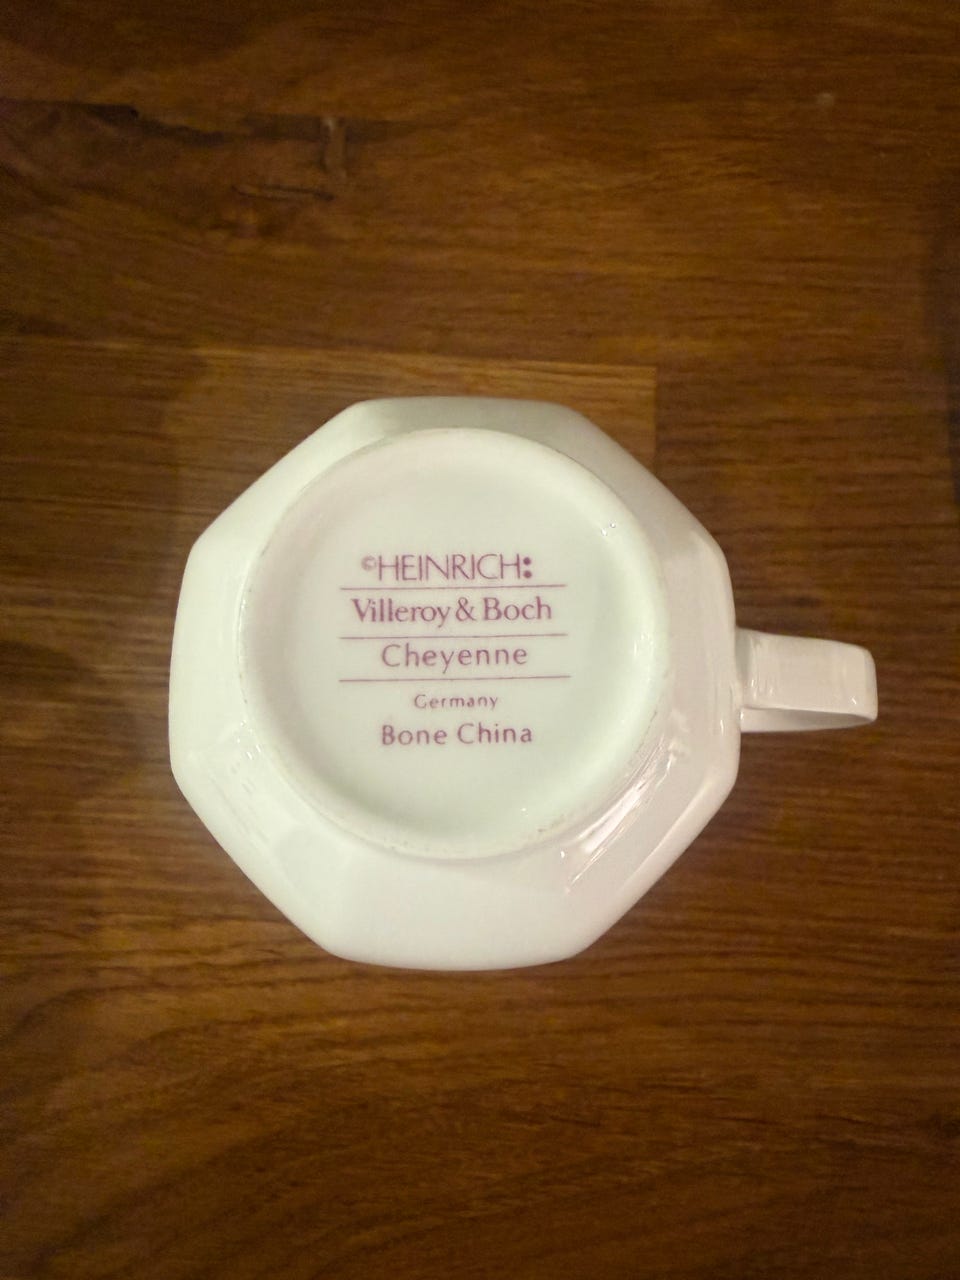 ©HEINRICH:
Villeroy & Boch
Cheyenne
Germany
Bone China